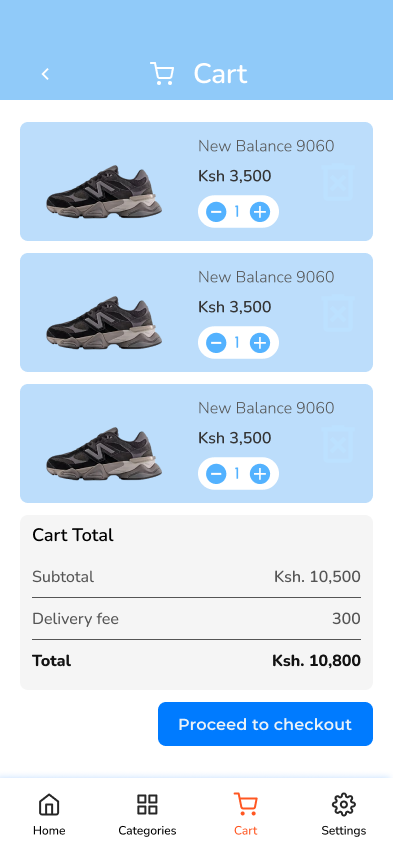 Cart
New Balance 9060
Ksh 3,500
1
New Balance 9060
Ksh 3,500
1
New Balance 9060
Ksh 3,500
1
Cart Total
Subtotal Ksh. 10,500
Delivery fee 300
Total Ksh. 10,800
Proceed to checkout
Home Categories Cart Settings